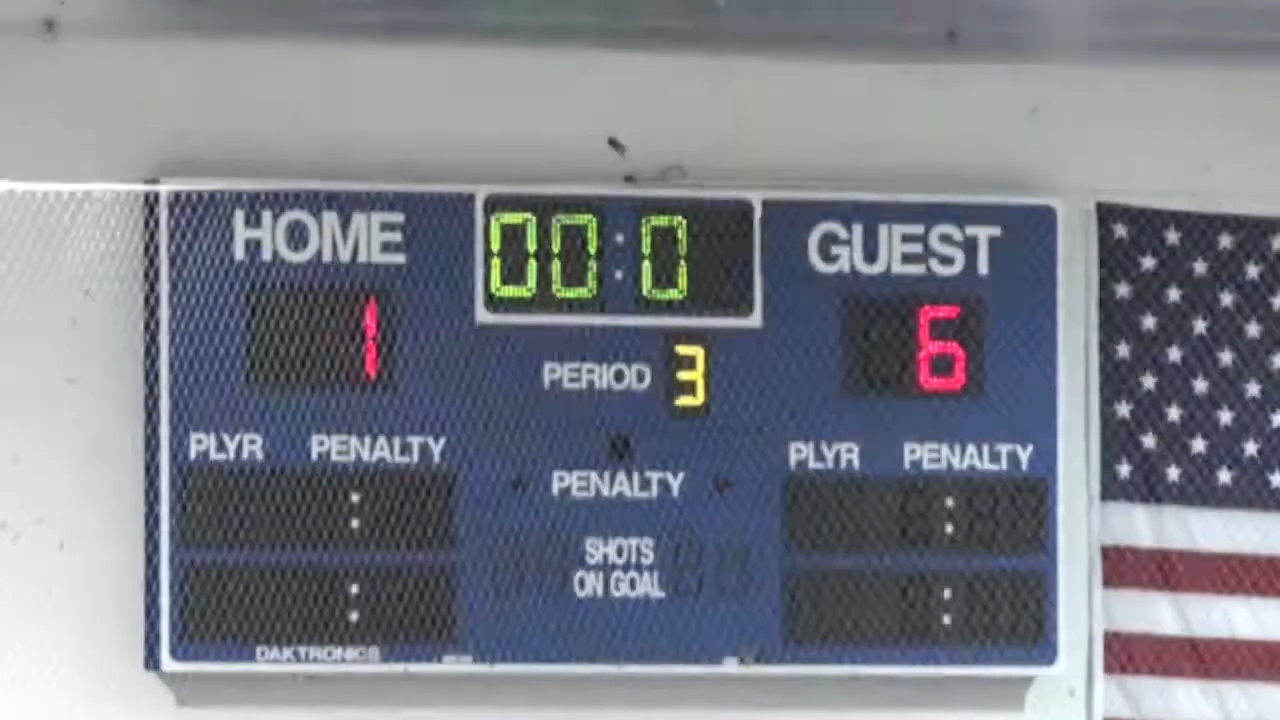 HOME
00:0
GUEST
1
6
PERIOD 3
PLYR PENALTY
PENALTY
PLYR PENALTY
:
:
SHOTS
ON GOAL
:
:
DAKTRONICS